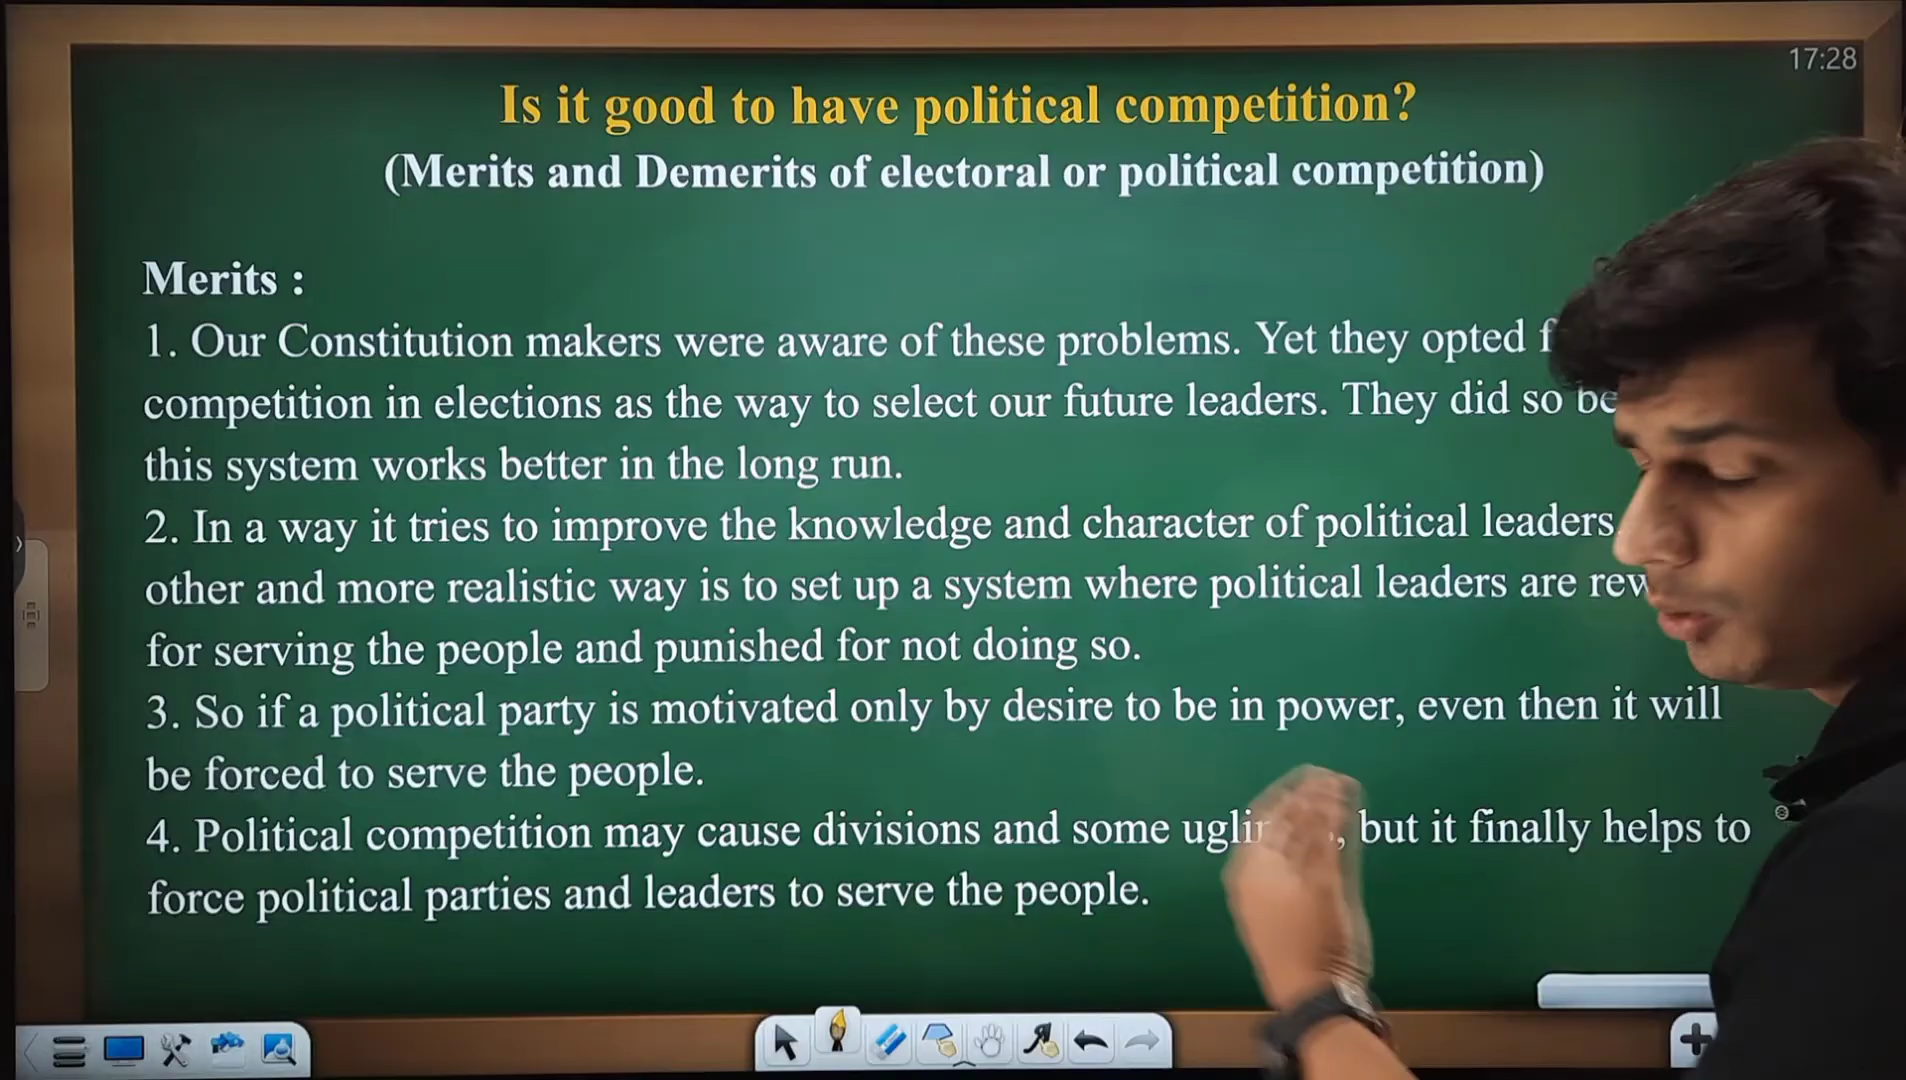 17:28
Is it good to have political competition?
(Merits and Demerits of electoral or political competition)
Merits :
1. Our Constitution makers were aware of these problems. Yet they opted
competition in elections as the way to select our future leaders. They did so
this system works better in the long run.
2. In a way it tries to improve the knowledge and character of political leaders.
other and more realistic way is to set up a system where political leaders are
for serving the people and punished for not doing so.
3. So if a political party is motivated only by desire to be in power, even then it will
be forced to serve the people.
4. Political competition may cause divisions and some but it finally helps to
force political parties and leaders to serve the people.